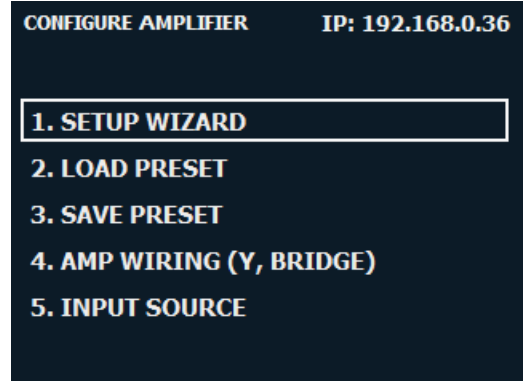 CONFIGURE AMPLIFIER IP: 192.168.0.36
1. SETUP WIZARD
2. LOAD PRESET
3. SAVE PRESET
4. AMP WIRING (Y, BRIDGE)
5. INPUT SOURCE